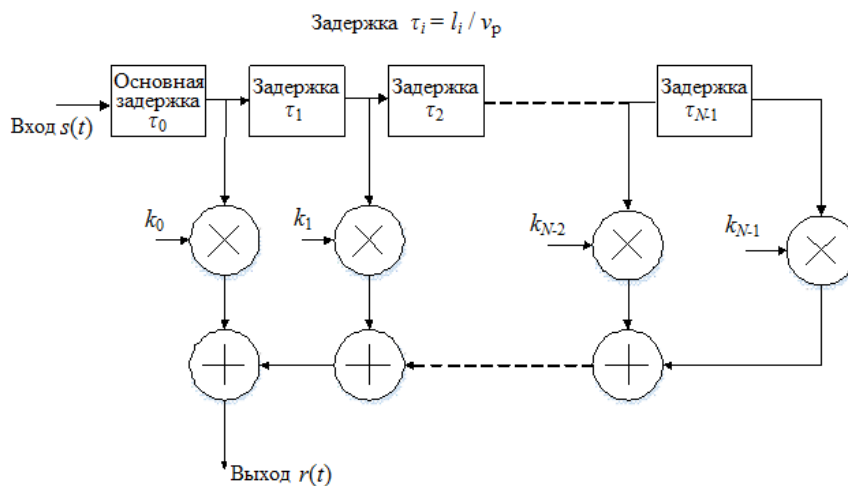 Задержка τi = li / vp
Основная
задержка
τ0
Задержка
τ1
Задержка
τ2
Задержка
τN-1
Вход s(t)
k0
k1
kN-2
kN-1
Выход r(t)